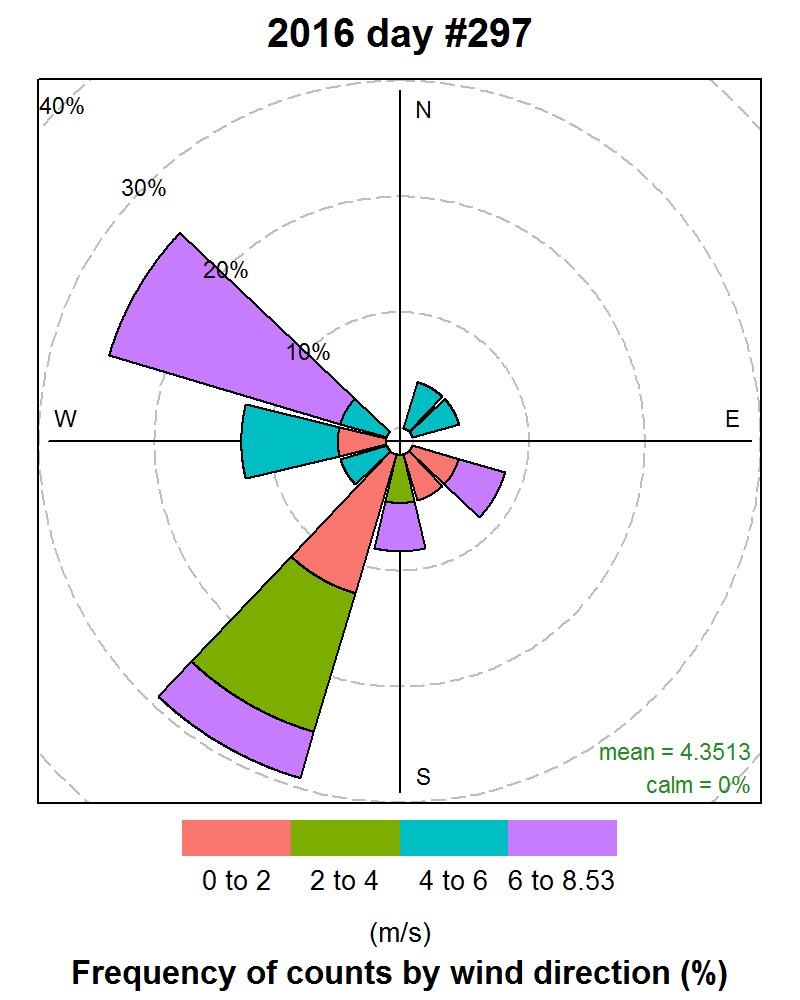 2016 day #297
40%
N
30%
20%
10%
W
E
S
mean = 4.3513
calm = 0%
0 to 2 2 to 4 4 to 6 6 to 8.53
(m/s)
Frequency of counts by wind direction (%)